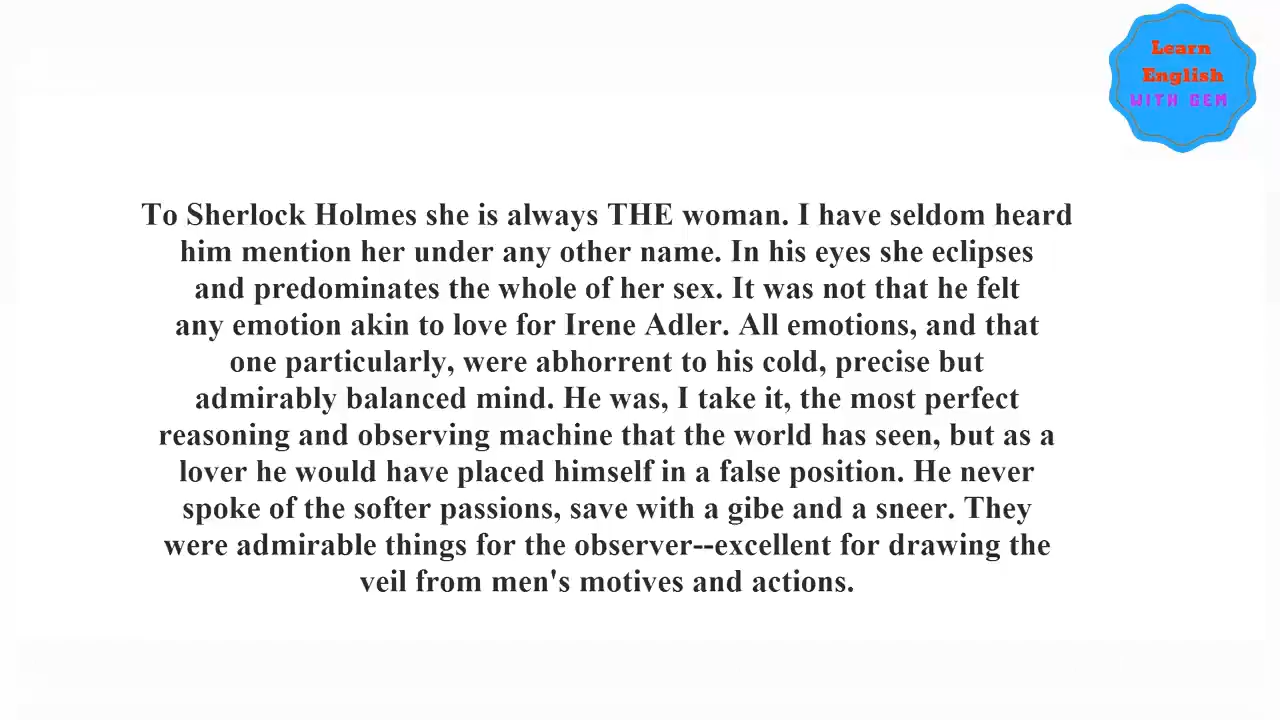 Learn
English
WITH GEM
To Sherlock Holmes she is always THE woman. I have seldom heard
him mention her under any other name. In his eyes she eclipses
and predominates the whole of her sex. It was not that he felt
any emotion akin to love for Irene Adler. All emotions, and that
one particularly, were abhorrent to his cold, precise but
admirably balanced mind. He was, I take it, the most perfect
reasoning and observing machine that the world has seen, but as a
lover he would have placed himself in a false position. He never
spoke of the softer passions, save with a gibe and a sneer. They
were admirable things for the observer--excellent for drawing the
veil from men's motives and actions.